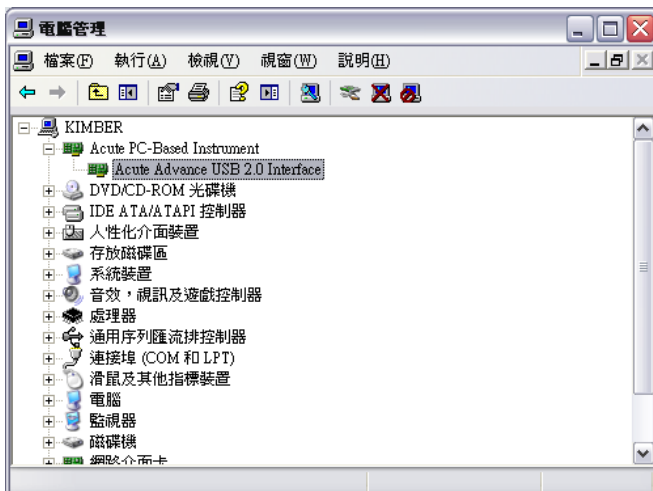 電腦管理
檔案(F) 執行(A) 檢視(V) 視窗(W) 說明(H)
KIMBER
Acute PC-Based Instrument
Acute Advance USB 2.0 Interface
DVD/CD-ROM 光碟機
IDE ATA/ATAPI 控制器
人性化介面裝置
存放磁碟區
系統裝置
音效，視訊及遊戲控制器
處理器
通用序列匯流排控制器
連接埠 (COM 和 LPT)
滑鼠及其他指標裝置
電腦
監視器
磁碟機
網路介面卡